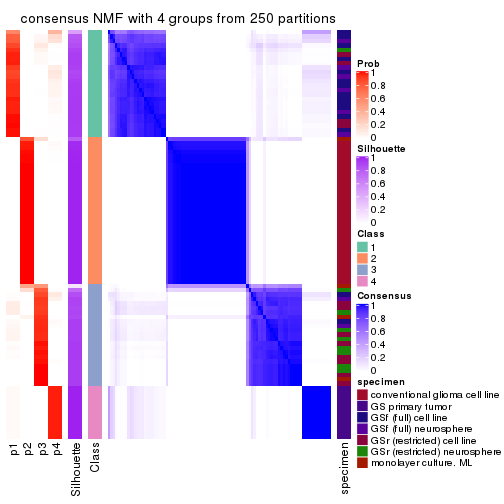 consensus NMF with 4 groups from 250 partitions
Prob
1
0.8
0.6
0.4
0.2
0
Silhouette
1
0.8
0.6
0.4
0.2
0
Class
1
2
3
4
Consensus
1
0.8
0.6
0.4
0.2
0
specimen
conventional glioma cell line
GS primary tumor
GSf (full) cell line
GSf (full) neurosphere
GSr (restricted) cell line
GSr (restricted) neurosphere
monolayer culture. ML
p1
p2
p3
p4
Silhouette
Class
specimen